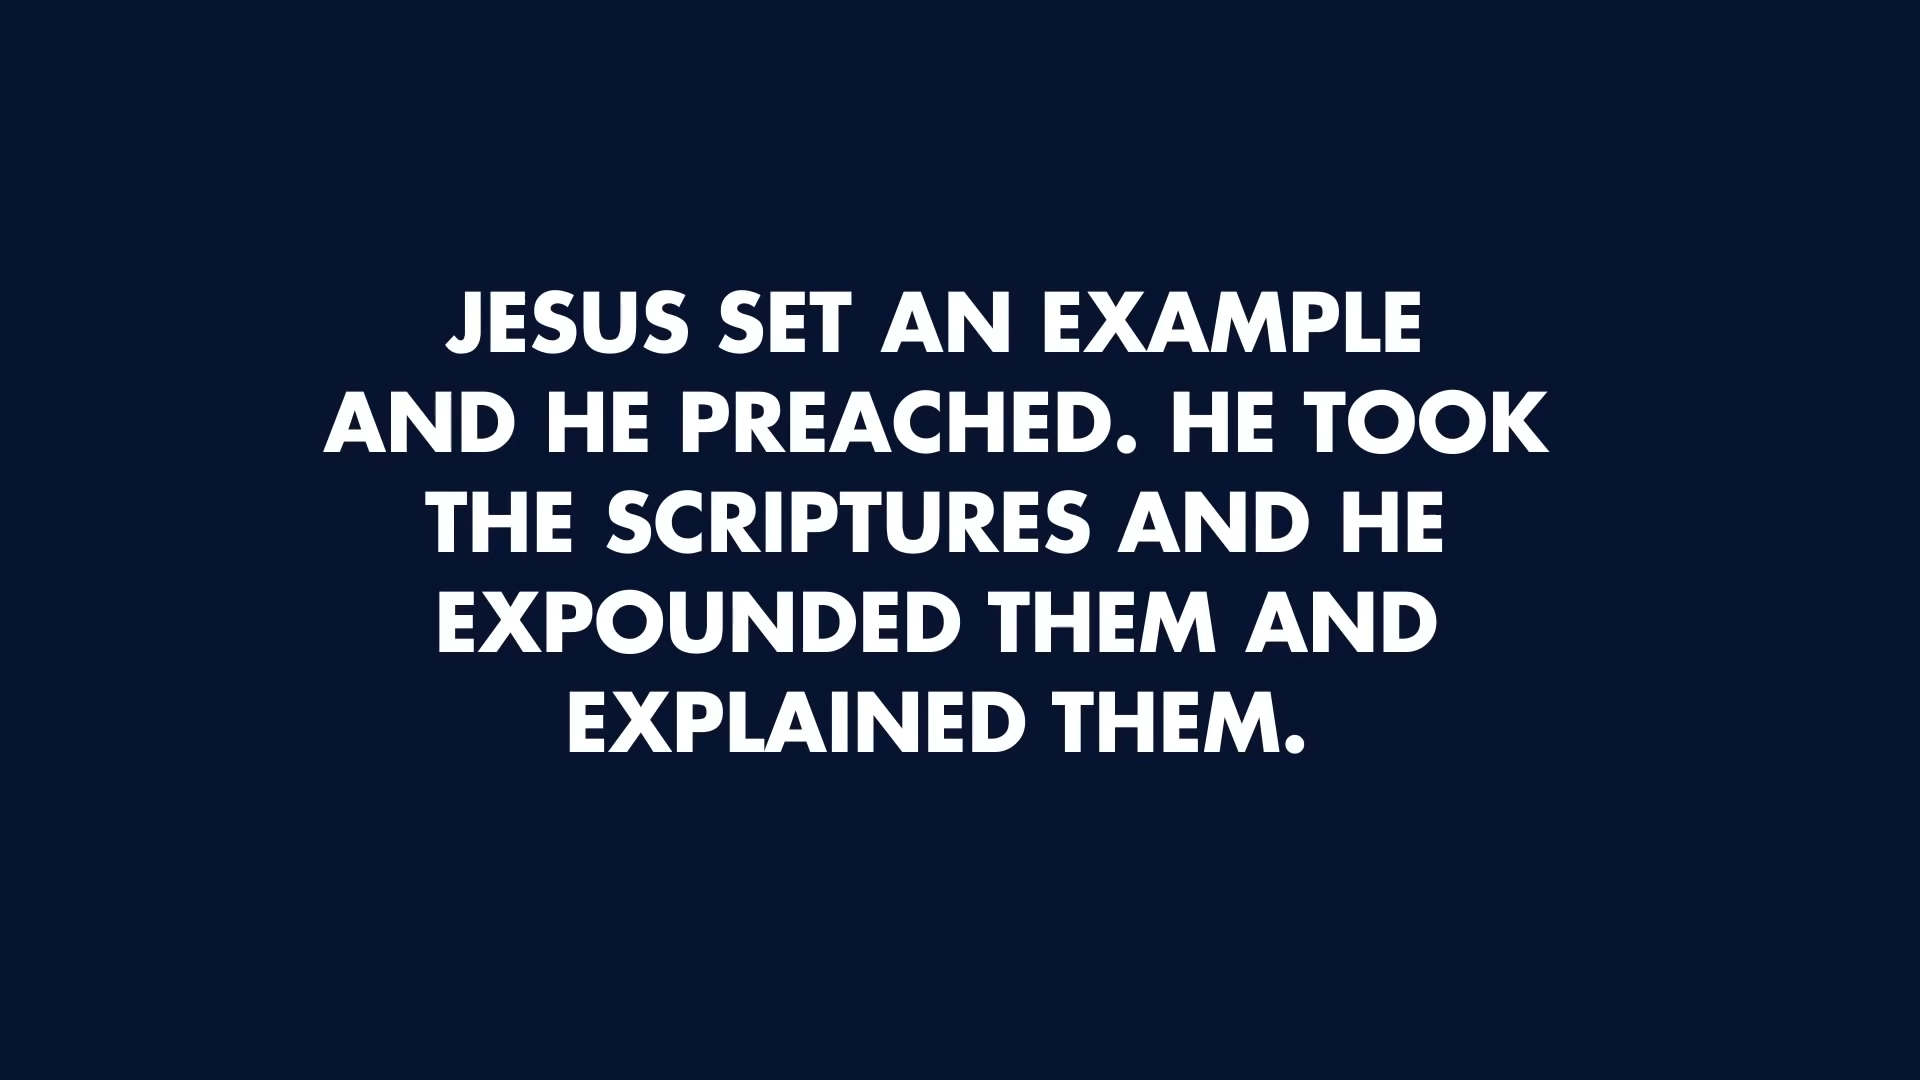 JESUS SET AN EXAMPLE
AND HE PREACHED. HE TOOK
THE SCRIPTURES AND HE
EXPOUNDED THEM AND
EXPLAINED THEM.